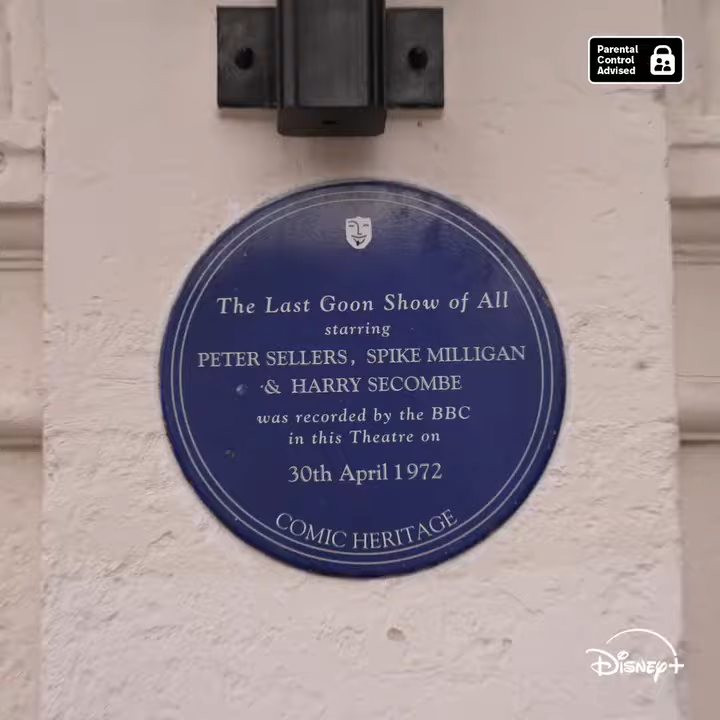 Parental
Control
Advised
The Last Goon Show of All
starring
PETER SELLERS, SPIKE MILLIGAN
& HARRY SECOMBE
was recorded by the BBC
in this Theatre on
30th April 1972
COMIC HERITAGE
Disney+